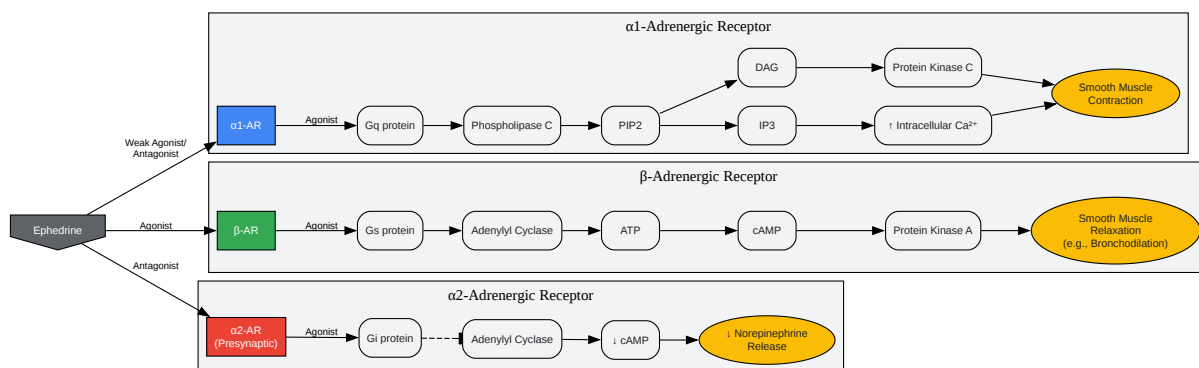 α1-Adrenergic Receptor
DAG
Protein Kinase C
Smooth Muscle
Contraction
α1-AR
Agonist
Gq protein
Phospholipase C
PIP2
IP3
↑ Intracellular Ca²⁺
Weak Agonist/
Antagonist
β-Adrenergic Receptor
Ephedrine
Agonist
β-AR
Agonist
Gs protein
Adenylyl Cyclase
ATP
cAMP
Protein Kinase A
Smooth Muscle
Relaxation
(e.g., Bronchodilation)
Antagonist
α2-Adrenergic Receptor
α2-AR
(Presynaptic)
Agonist
Gi protein
Adenylyl Cyclase
↓ cAMP
↓ Norepinephrine
Release